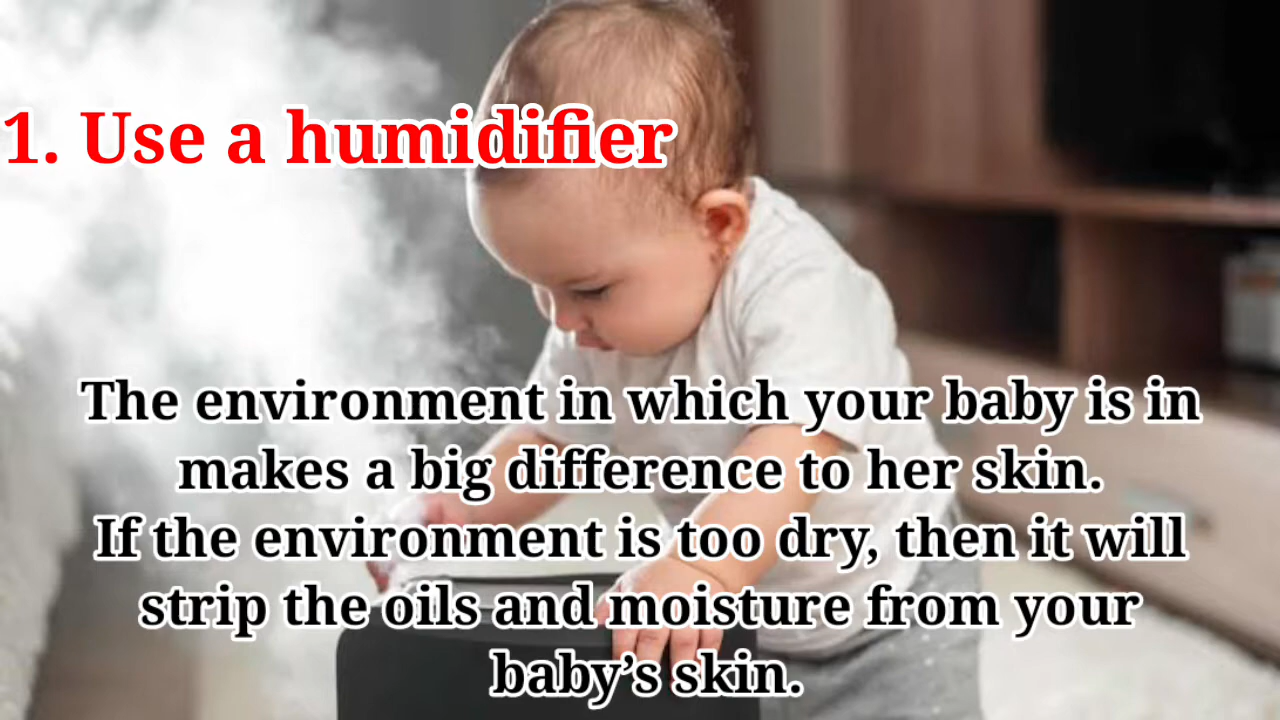 1. Use a humidifier
The environment in which your baby is in
makes a big difference to her skin.
If the environment is too dry, then it will
strip the oils and moisture from your
baby’s skin.